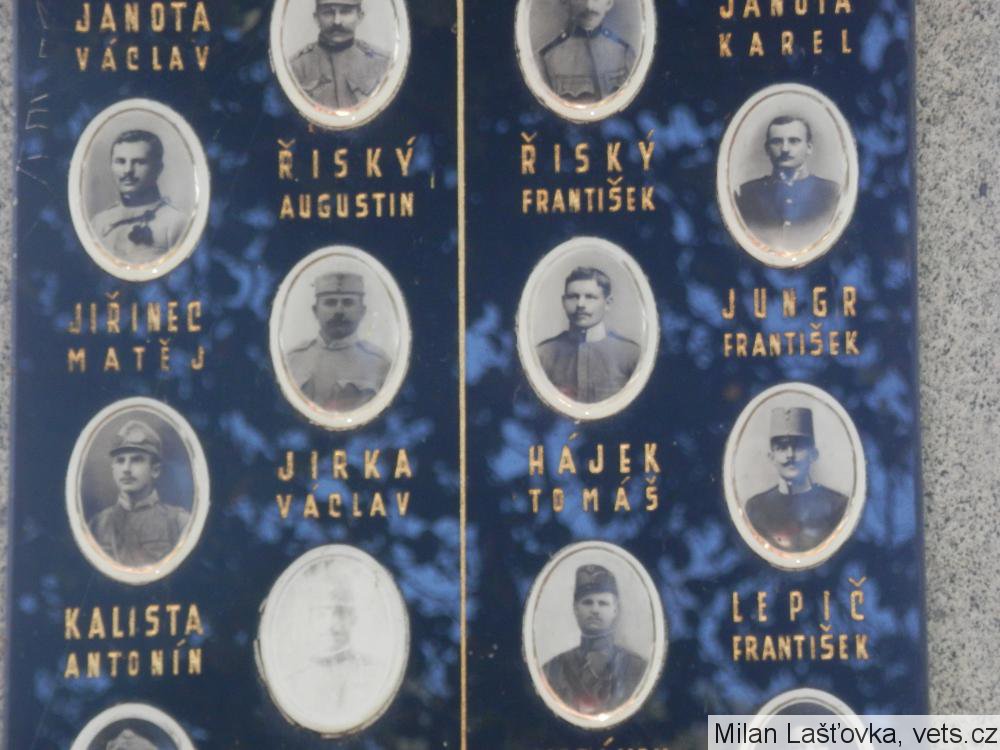 JANOTA
VÁCLAV
JANOTA
KAREL
ŘISKÝ
AUGUSTIN
ŘISKÝ
FRANTIŠEK
JIŘINEC
MATĚJ
JUNGR
FRANTIŠEK
JIRKA
VÁCLAV
HÁJEK
TOMÁŠ
KALISTA
ANTONÍN
LEPIČ
FRANTIŠEK
Milan Lašťovka, vets.cz